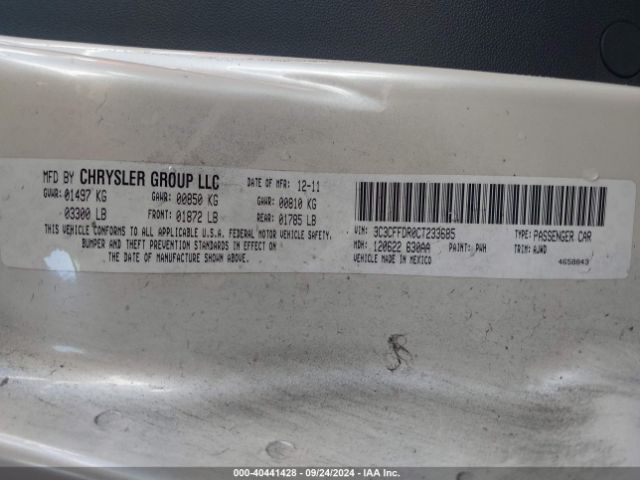 MFD BY CHRYSLER GROUP LLC DATE OF MFR: 12-11
GVWR: 01497 KG GAWR: 00850 KG GAWR: 00810 KG
03300 LB FRONT: 01872 LB REAR: 01785 LB
THIS VEHICLE CONFORMS TO ALL APPLICABLE U.S.A. FEDERAL MOTOR VEHICLE SAFETY,
BUMPER AND THEFT PREVENTION STANDARDS IN EFFECT ON
THE DATE OF MANUFACTURE SHOWN ABOVE.
VIN: 3C3CFFDR0CT233685 TYPE: PASSENGER CAR
MDH: 120622 630AA PAINT: PWH TRIM: AJWD
VEHICLE MADE IN MEXICO 4658843
000-40441428 - 09/24/2024 - IAAI.COM